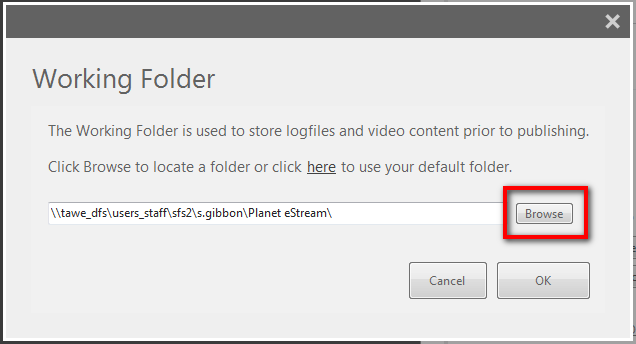 Working Folder
The Working Folder is used to store logfiles and video content prior to publishing.
Click Browse to locate a folder or click here to use your default folder.
\\tawe_dfs\users_staff\sfs2\s.gibbon\Planet eStream\
Browse
Cancel
OK